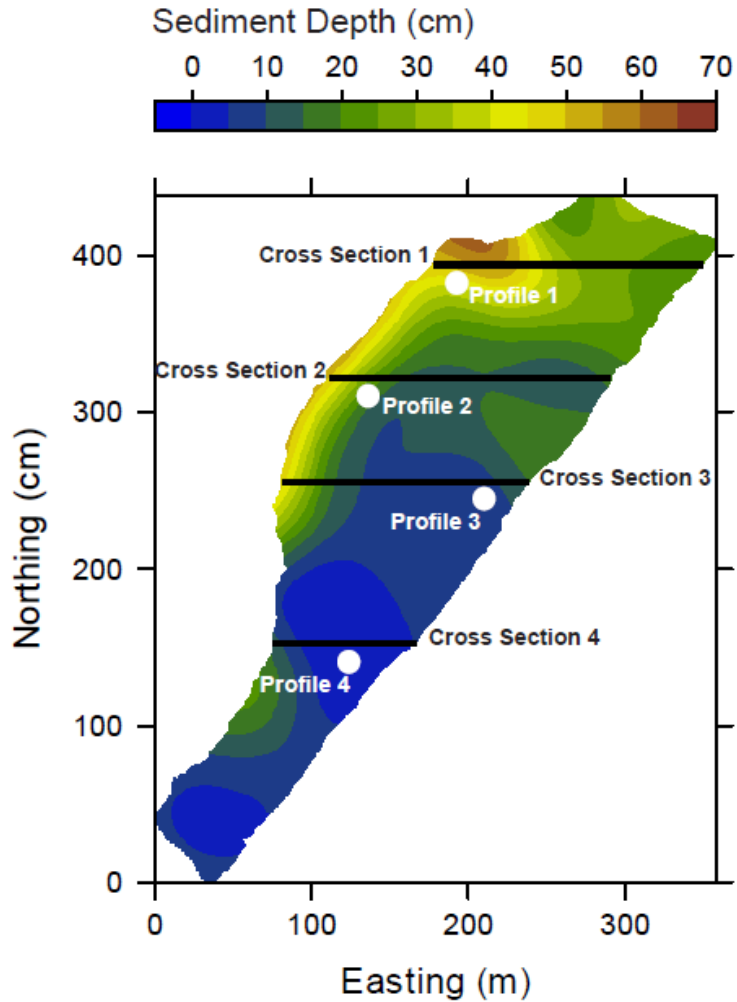 Sediment Depth (cm)
0 10 20 30 40 50 60 70
400
Cross Section 1
Profile 1
Cross Section 2
Profile 2
300
Cross Section 3
Profile 3
200
Cross Section 4
Profile 4
100
0
Northing (cm)
0 100 200 300
Easting (m)